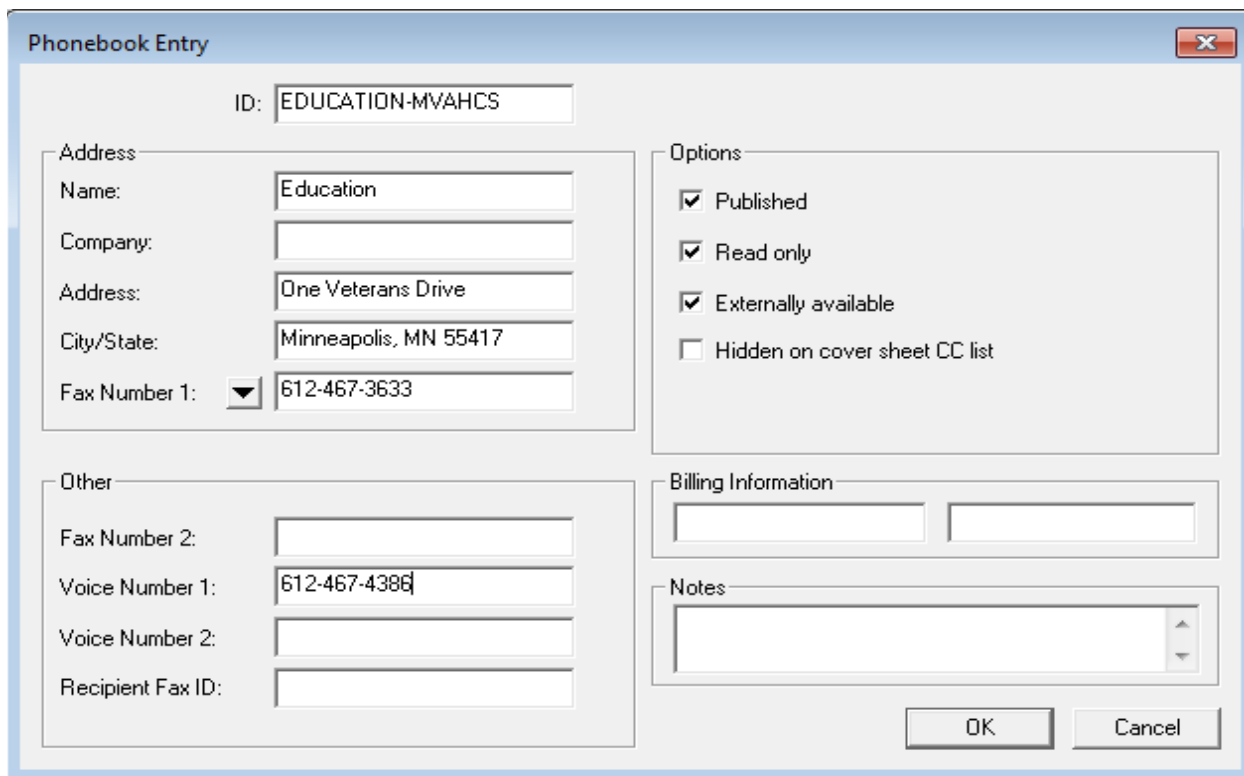 Phonebook Entry
ID: EDUCATION-MVAHCS
Address
Name: Education
Company:
Address: One Veterans Drive
City/State: Minneapolis, MN 55417
Fax Number 1: 612-467-3633
Options
Published
Read only
Externally available
Hidden on cover sheet CC list
Other
Fax Number 2:
Voice Number 1: 612-467-4386
Voice Number 2:
Recipient Fax ID:
Billing Information
Notes
OK Cancel